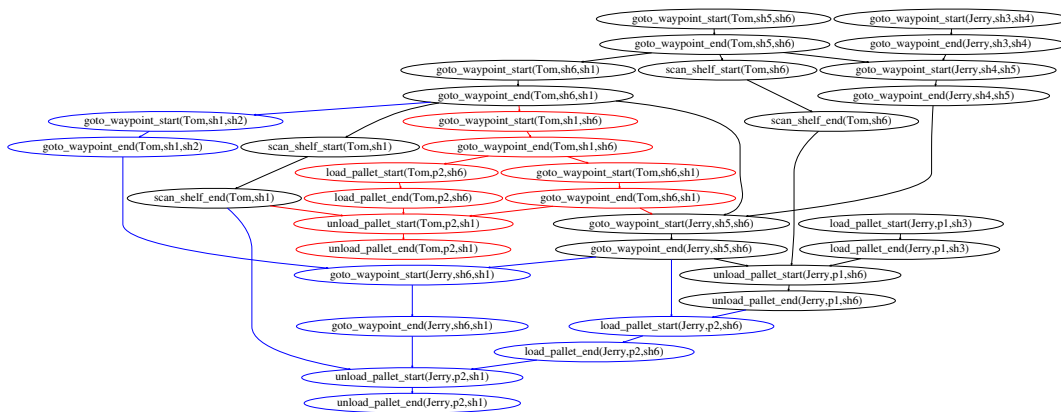 goto_waypoint_start(Tom,sh5,sh6)
goto_waypoint_start(Jerry,sh3,sh4)
goto_waypoint_end(Tom,sh5,sh6)
goto_waypoint_end(Jerry,sh3,sh4)
goto_waypoint_start(Tom,sh6,sh1)
scan_shelf_start(Tom,sh6)
goto_waypoint_start(Jerry,sh4,sh5)
goto_waypoint_end(Tom,sh6,sh1)
goto_waypoint_end(Jerry,sh4,sh5)
goto_waypoint_start(Tom,sh1,sh2)
goto_waypoint_start(Tom,sh1,sh6)
scan_shelf_end(Tom,sh6)
goto_waypoint_end(Tom,sh1,sh2)
scan_shelf_start(Tom,sh1)
goto_waypoint_end(Tom,sh1,sh6)
load_pallet_start(Tom,p2,sh6)
goto_waypoint_start(Tom,sh6,sh1)
scan_shelf_end(Tom,sh1)
load_pallet_end(Tom,p2,sh6)
goto_waypoint_end(Tom,sh6,sh1)
unload_pallet_start(Tom,p2,sh1)
goto_waypoint_start(Jerry,sh5,sh6)
load_pallet_start(Jerry,p1,sh3)
unload_pallet_end(Tom,p2,sh1)
goto_waypoint_end(Jerry,sh5,sh6)
load_pallet_end(Jerry,p1,sh3)
goto_waypoint_start(Jerry,sh6,sh1)
unload_pallet_start(Jerry,p1,sh6)
unload_pallet_end(Jerry,p1,sh6)
goto_waypoint_end(Jerry,sh6,sh1)
load_pallet_start(Jerry,p2,sh6)
load_pallet_end(Jerry,p2,sh6)
unload_pallet_start(Jerry,p2,sh1)
unload_pallet_end(Jerry,p2,sh1)